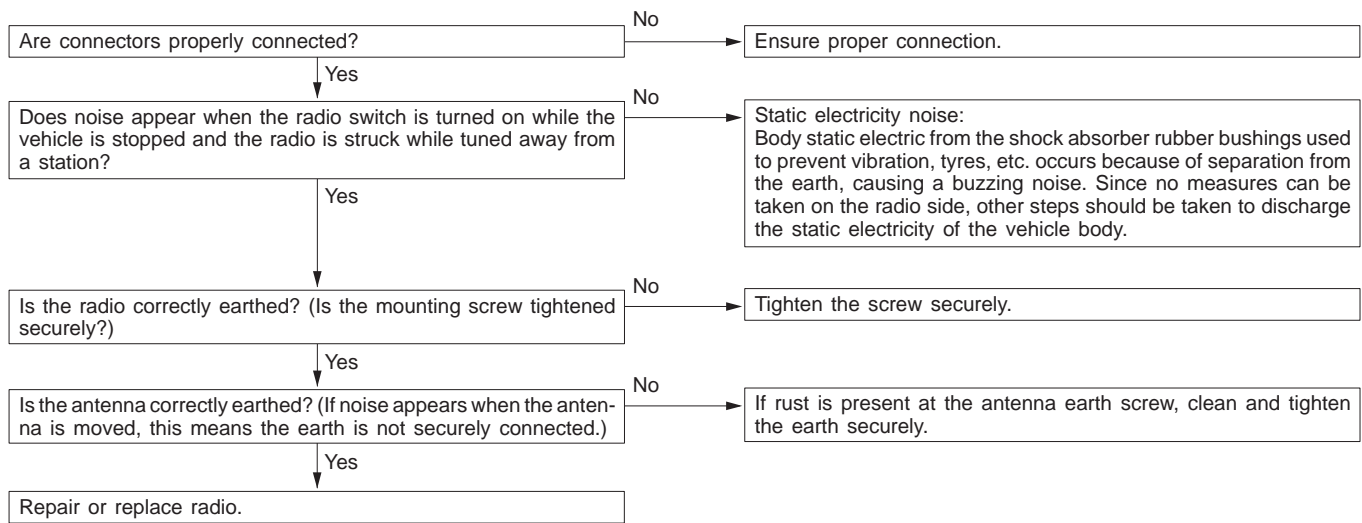 Are connectors properly connected?
No
Ensure proper connection.
Yes
Does noise appear when the radio switch is turned on while the
vehicle is stopped and the radio is struck while tuned away from
a station?
No
Static electricity noise:
Body static electric from the shock absorber rubber bushings used
to prevent vibration, tyres, etc. occurs because of separation from
the earth, causing a buzzing noise. Since no measures can be
taken on the radio side, other steps should be taken to discharge
the static electricity of the vehicle body.
Yes
Is the radio correctly earthed? (Is the mounting screw tightened
securely?)
No
Tighten the screw securely.
Yes
Is the antenna correctly earthed? (If noise appears when the anten-
na is moved, this means the earth is not securely connected.)
No
If rust is present at the antenna earth screw, clean and tighten
the earth securely.
Yes
Repair or replace radio.